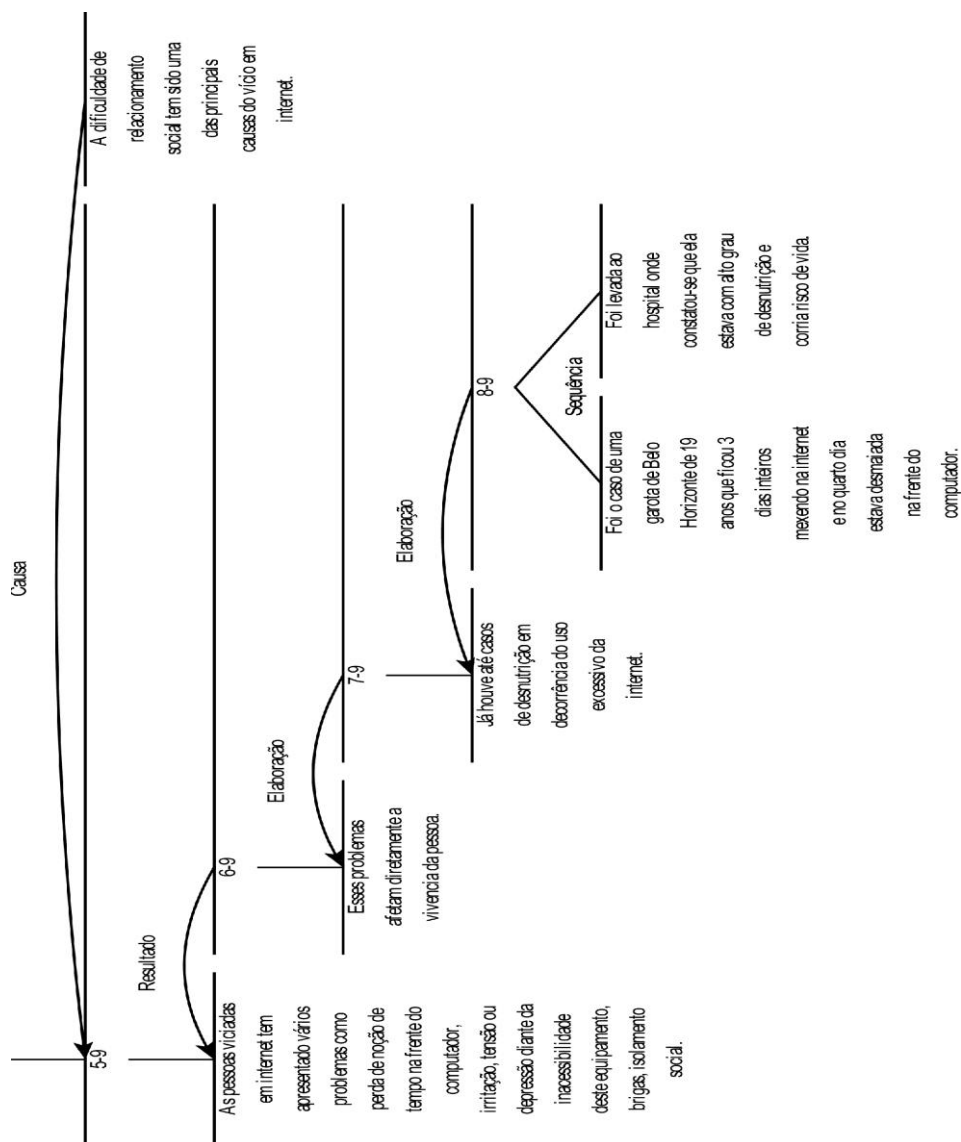 Causa
5-9
A dificuldade de
relacionamento
social tem sido uma
das principais
causas do vício em
internet.
Resultado
As pessoas viciadas
em internet tem
apresentado vários
problemas como
perda de noção de
tempo na frente do
computador,
irritação, tensão ou
depressão diante da
inacessibilidade
deste equipamento,
brigas, isolamento
social.
6-9
Elaboração
Esses problemas
afetam diretamente a
vivencia da pessoa.
7-9
Elaboração
Já houve até casos
de desnutrição em
decorrência do uso
excessivo da
internet.
8-9
Sequência
Foi o caso de uma
garota de Belo
Horizonte de 19
anos que ficou 3
dias inteiros
mexendo na internet
e no quarto dia
estava desmaiada
na frente do
computador.
Foi levada ao
hospital onde
constatou-se que ela
estava com alto grau
de desnutrição e
corria risco de vida.